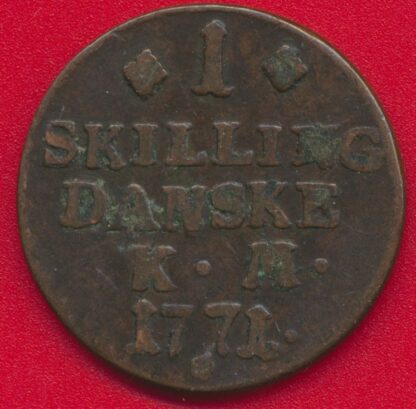 1
SKILLING
DANSKE
K · M ·
1771.